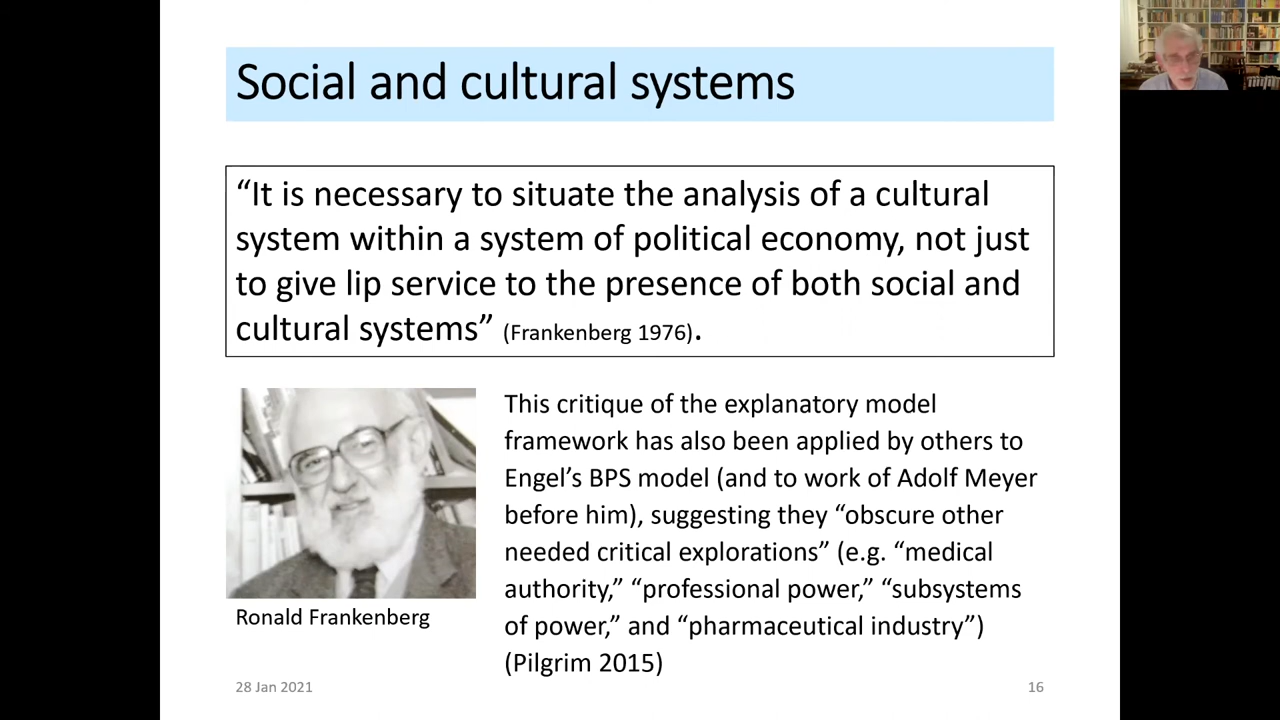 Social and cultural systems
“It is necessary to situate the analysis of a cultural
system within a system of political economy, not just
to give lip service to the presence of both social and
cultural systems” (Frankenberg 1976).
This critique of the explanatory model
framework has also been applied by others to
Engel’s BPS model (and to work of Adolf Meyer
before him), suggesting they “obscure other
needed critical explorations” (e.g. “medical
authority,” “professional power,” “subsystems
of power,” and “pharmaceutical industry”)
(Pilgrim 2015)
Ronald Frankenberg
28 Jan 2021
16